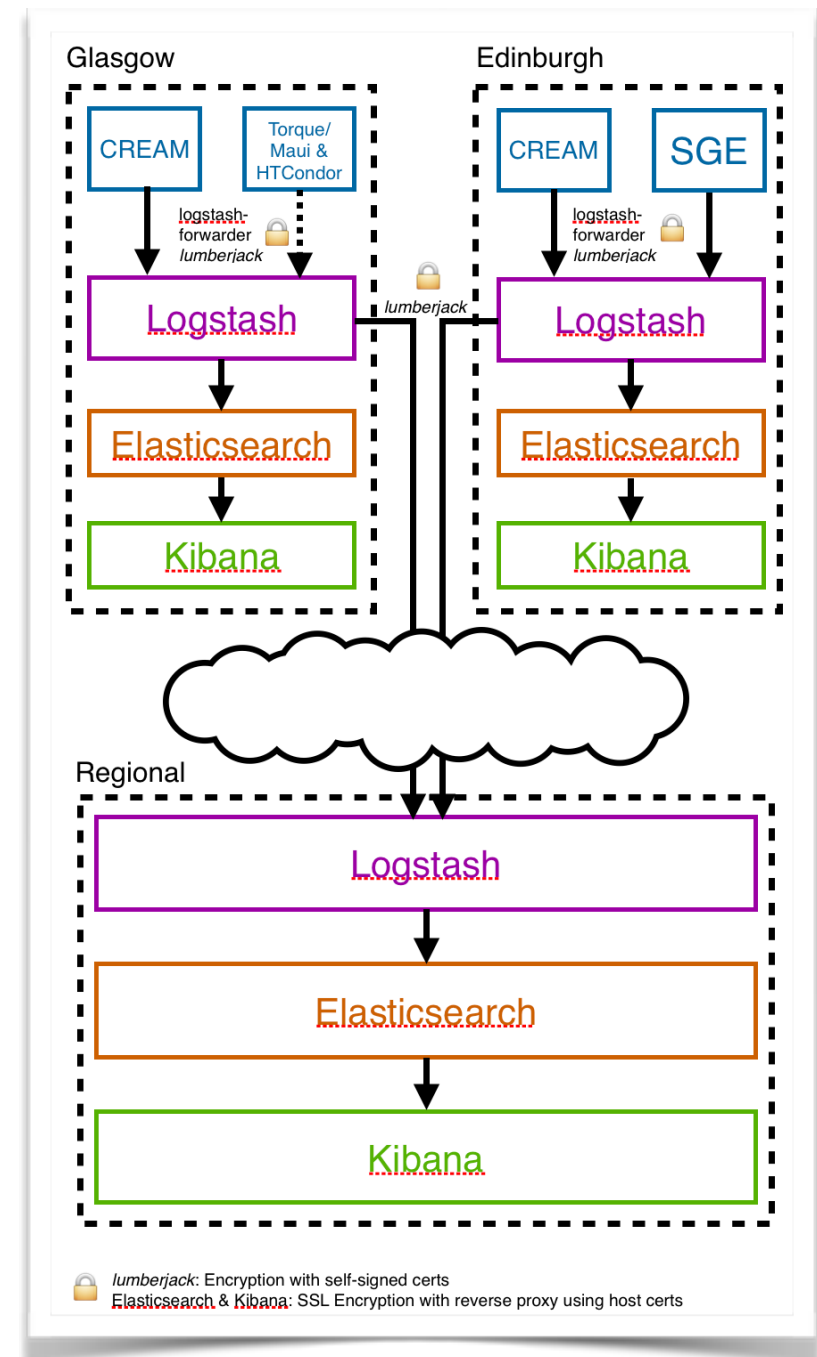 Glasgow
CREAM
Torque/
Maui &
HTCondor
logstash-
forwarder
lumberjack
Logstash
Elasticsearch
Kibana
lumberjack
Edinburgh
CREAM
SGE
logstash-
forwarder
lumberjack
Logstash
Elasticsearch
Kibana
Regional
Logstash
Elasticsearch
Kibana
lumberjack: Encryption with self-signed certs
Elasticsearch & Kibana: SSL Encryption with reverse proxy using host certs